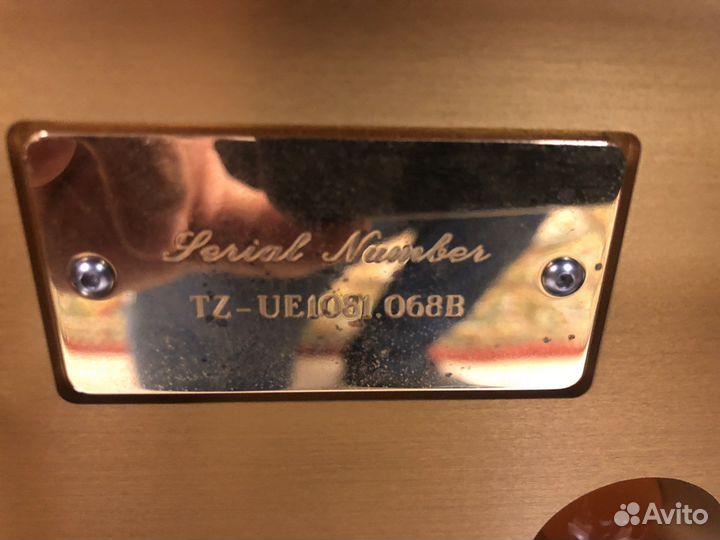 Serial Number
TZ-UE1081.068B
Avito